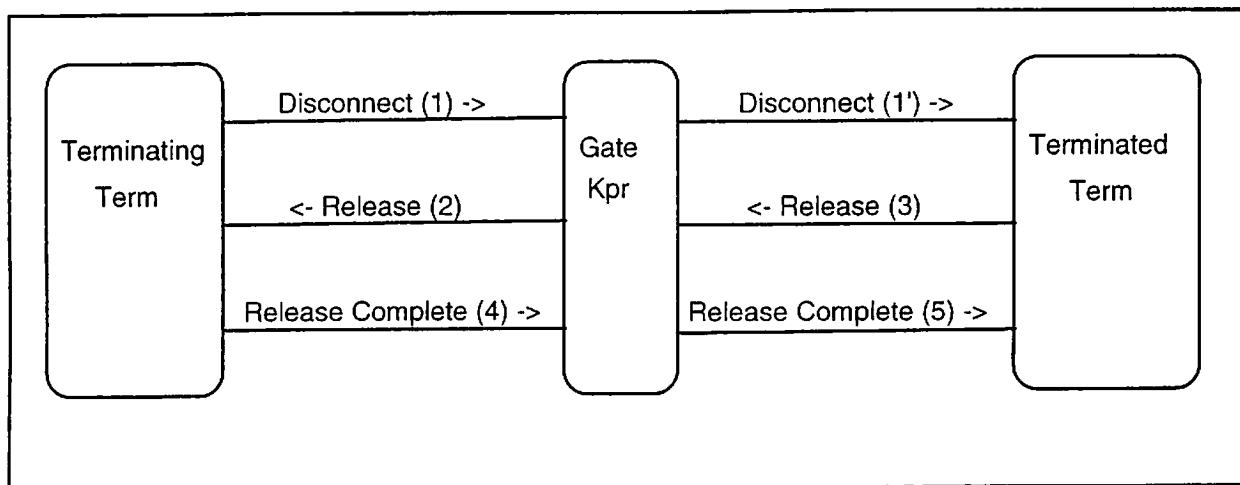 Disconnect (1) ->
Disconnect (1') ->
Terminating
Term
Gate
Kpr
Terminated
Term
<- Release (2)
<- Release (3)
Release Complete (4) ->
Release Complete (5) ->